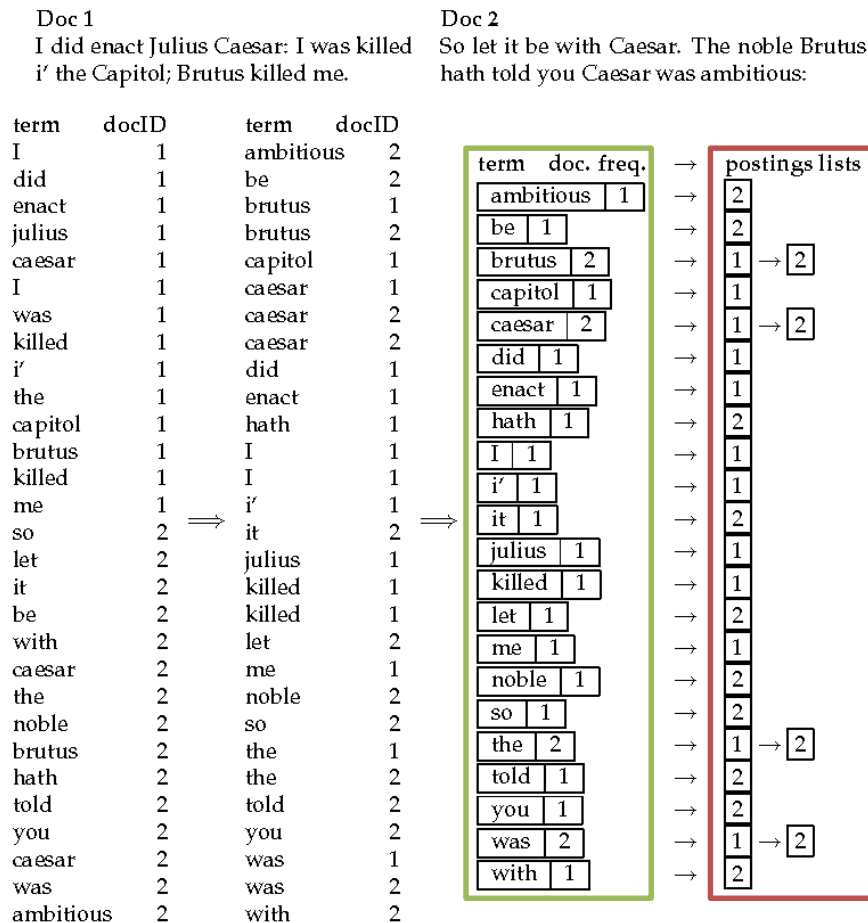 Doc 1
I did enact Julius Caesar: I was killed
i′ the Capitol; Brutus killed me.
Doc 2
So let it be with Caesar. The noble Brutus
hath told you Caesar was ambitious:
term docID
I 1
did 1
enact 1
julius 1
caesar 1
I 1
was 1
killed 1
i′ 1
the 1
capitol 1
brutus 1
killed 1
me 1
so 2
let 2
it 2
be 2
with 2
caesar 2
the 2
noble 2
brutus 2
hath 2
told 2
you 2
caesar 2
was 2
ambitious 2
⟹
term docID
ambitious 2
be 2
brutus 1
brutus 2
capitol 1
caesar 1
caesar 2
caesar 2
did 1
enact 1
hath 1
I 1
I 1
i′ 1
it 2
julius 1
killed 1
killed 1
let 2
me 1
noble 2
so 2
the 1
the 2
told 2
you 2
was 1
was 2
with 2
⟹
term doc. freq. → postings lists
ambitious 1 → 2
be 1 → 2
brutus 2 → 1 → 2
capitol 1 → 1
caesar 2 → 1 → 2
did 1 → 1
enact 1 → 1
hath 1 → 2
I 1 → 1
i′ 1 → 1
it 1 → 2
julius 1 → 1
killed 1 → 1
let 1 → 2
me 1 → 1
noble 1 → 2
so 1 → 2
the 2 → 1 → 2
told 1 → 2
you 1 → 2
was 2 → 1 → 2
with 1 → 2